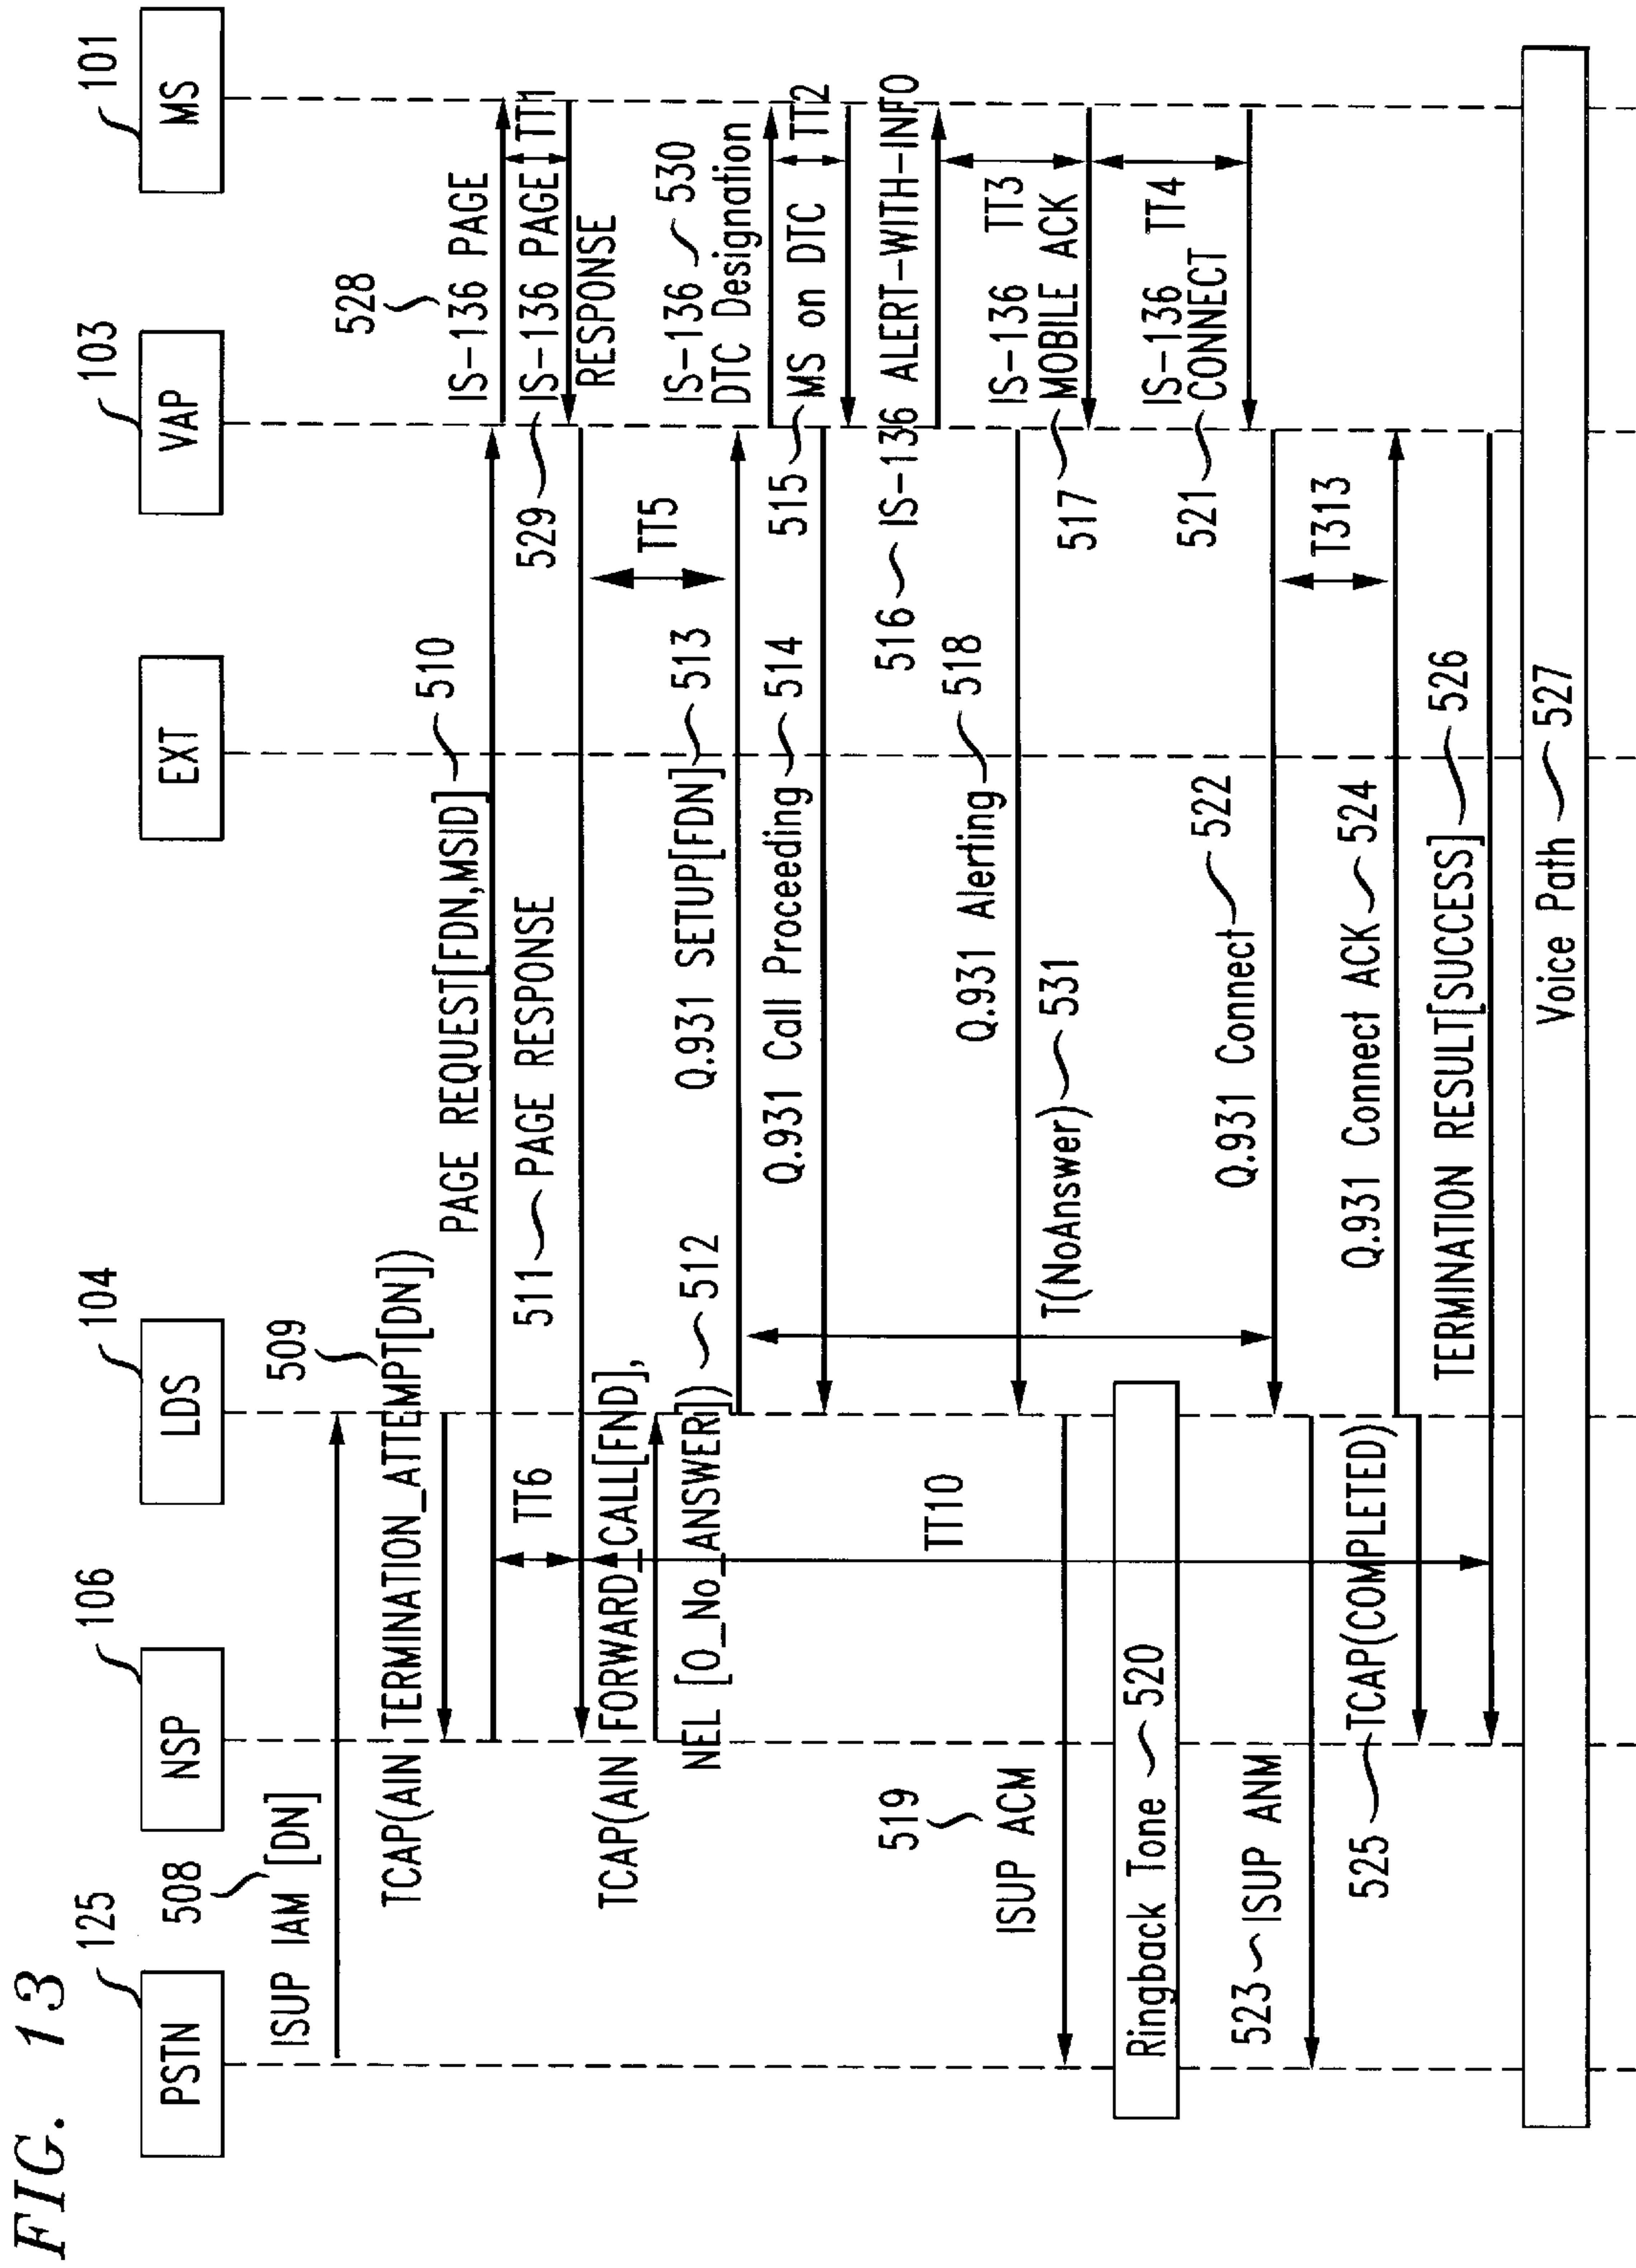 FIG. 13
PSTN
125
NSP
106
LDS
104
EXT
VAP
103
MS
101
508
ISUP IAM [DN]
509
TCAP(AIN TERMINATION_ATTEMPT[DN])
PAGE REQUEST[FDN,MSID]
510
528
IS-136 PAGE
TT6
511
PAGE RESPONSE
529
IS-136 PAGE
RESPONSE
TT1
TCAP(AIN FORWARD_CALL[FND],
NEL [O_No_ANSWER])
512
TT5
Q.931 SETUP[FDN]
513
IS-136
530
DTC Designation
Q.931 Call Proceeding
514
515
MS on DTC
TT2
516
IS-136 ALERT-WITH-INFO
Q.931 Alerting
518
TT10
T(NoAnswer)
531
519
ISUP ACM
IS-136
TT3
MOBILE ACK
517
Ringback Tone
520
IS-136
TT4
CONNECT
521
Q.931 Connect
522
523
ISUP ANM
T313
Q.931 Connect ACK
524
525
TCAP(COMPLETED)
TERMINATION RESULT[SUCCESS]
526
Voice Path
527